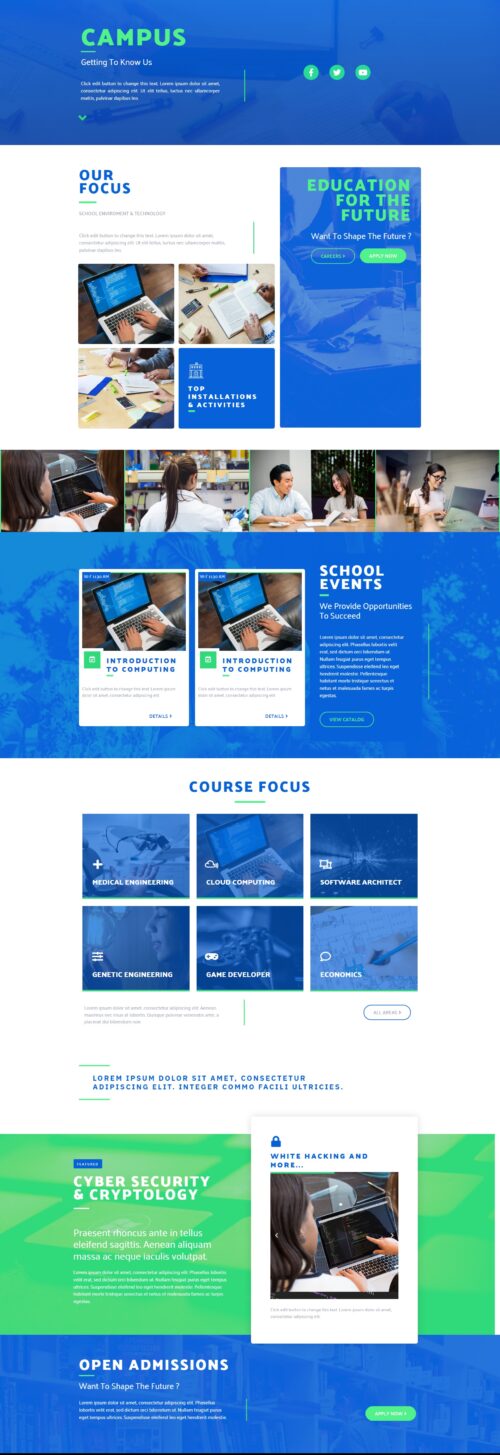 CAMPUS
Getting To Know Us
Click edit button to change this text. Lorem ipsum dolor sit amet,
consectetur adipiscing elit. Ut elit tellus, luctus nec ullamcorper
mattis, pulvinar dapibus leo.
OUR
FOCUS
SCHOOL ENVIROMENT & TECHNOLOGY
Click edit button to change this text. Lorem ipsum dolor sit amet,
consectetur adipiscing elit. Ut elit tellus, luctus nec ullamcorper mattis,
pulvinar dapibus
EDUCATION
FOR THE
FUTURE
Want To Shape The Future ?
CAREERS >
APPLY NOW
TOP
INSTALLATIONS
& ACTIVITIES
M-F 11:30 AM
INTRODUCTION
TO COMPUTING
Click edit button to change this text. Lorem ipsum
dolor sit amet, consectetur adipiscing elit.
DETAILS >
M-F 11:30 AM
INTRODUCTION
TO COMPUTING
Click edit button to change this text. Lorem ipsum
dolor sit amet, consectetur adipiscing elit.
DETAILS >
SCHOOL
EVENTS
We Provide Opportunities
To Succeed
Lorem ipsum dolor sit amet, consectetur
adipiscing elit. Phasellus lobortis velit
erat, sed dictum orci bibendum ut.
Nullam feugiat purus eget tempus
ultrices. Suspendisse eleifend leo eget
hendrerit mollis. Pellentesque
habitant morbi tristique senectus et
netus et malesuada fames ac turpis
egestas.
VIEW CATALOG
COURSE FOCUS
MEDICAL ENGINEERING
CLOUD COMPUTING
SOFTWARE ARCHITECT
GENETIC ENGINEERING
GAME DEVELOPER
ECONOMICS
Lorem ipsum dolor sit amet, consectetur adipiscing elit. Aenean
maximus nec risus id lobortis. Quisque pulvinar venenatis ante, a
placerat dui bibendum non.
ALL AREAS >
LOREM IPSUM DOLOR SIT AMET, CONSECTETUR
ADIPISCING ELIT. INTEGER COMMO FACILI ULTRICIES.
FEATURED
CYBER SECURITY
& CRYPTOLOGY
Praesent rhoncus ante in tellus
eleifend sagittis. Aenean aliquam
massa ac neque iaculis volutpat.
Lorem ipsum dolor sit amet, consectetur adipiscing elit. Phasellus lobortis
velit erat, sed dictum orci bibendum ut. Nullam feugiat purus eget tempus
ultrices. Suspendisse eleifend leo eget hendrerit mollis. Pellentesque
habitant morbi tristique senectus et netus et malesuada fames ac turpis
egestas.
WHITE HACKING AND
MORE...
Click edit button to change this text. Lorem ipsum dolor sit amet,
consectetur adipiscing elit
OPEN ADMISSIONS
Want To Shape The Future ?
Lorem ipsum dolor sit amet, consectetur adipiscing elit. Phasellus
lobortis velit erat, sed dictum orci bibendum ut. Nullam feugiat purus
eget tempus ultrices. Suspendisse eleifend leo eget hendrerit mollis.
APPLY NOW >